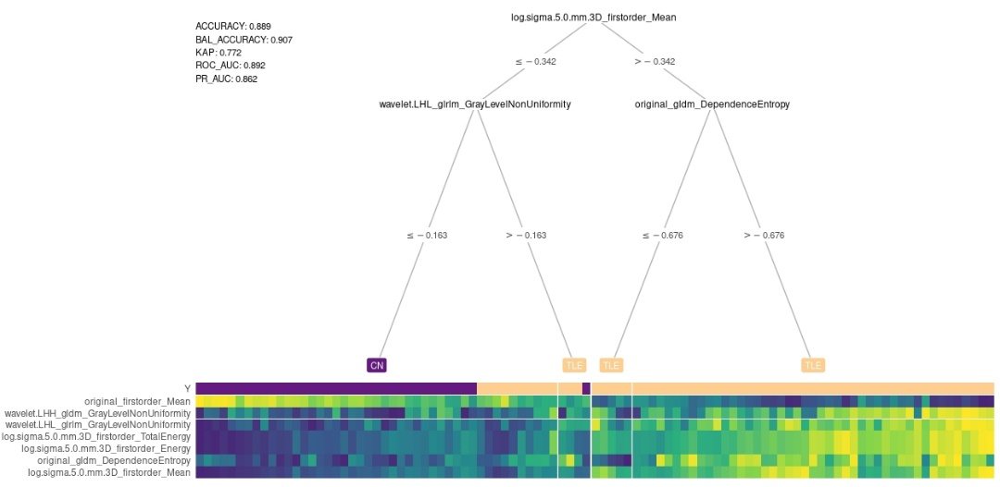 log.sigma.5.0.mm.3D_firstorder_Mean
ACCURACY: 0.889
BAL_ACCURACY: 0.907
KAP: 0.772
ROC_AUC: 0.892
PR_AUC: 0.862
≤ −0.342
> −0.342
wavelet.LHL_glrlm_GrayLevelNonUniformity
original_gldm_DependenceEntropy
≤ −0.163
> −0.163
≤ −0.676
> −0.676
CN
TLE
TLE
TLE
Y
original_firstorder_Mean
wavelet.LHH_gldm_GrayLevelNonUniformity
wavelet.LHL_glrlm_GrayLevelNonUniformity
log.sigma.5.0.mm.3D_firstorder_TotalEnergy
log.sigma.5.0.mm.3D_firstorder_Energy
original_gldm_DependenceEntropy
log.sigma.5.0.mm.3D_firstorder_Mean